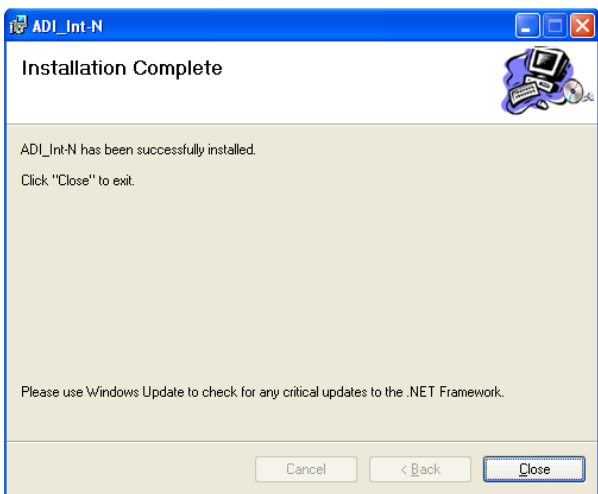 ADI_Int-N
Installation Complete
ADI_Int-N has been successfully installed.
Click "Close" to exit.
Please use Windows Update to check for any critical updates to the .NET Framework.
Cancel
< Back
Close